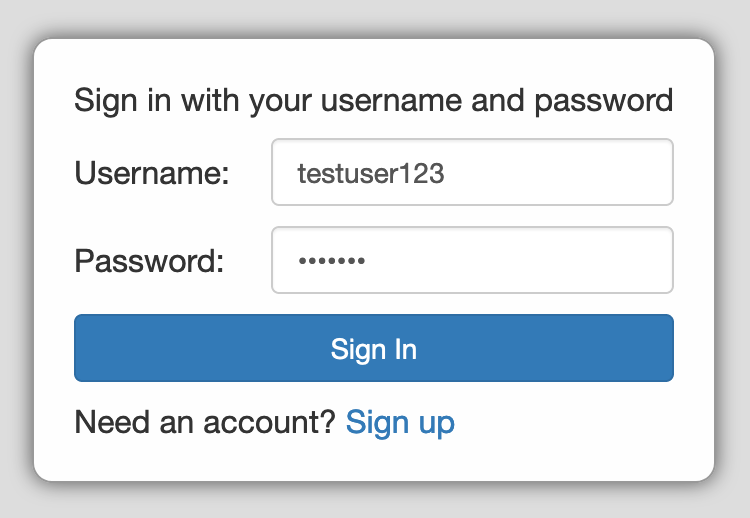 Sign in with your username and password
Username: testuser123
Password: •••••••
Sign In
Need an account? Sign up